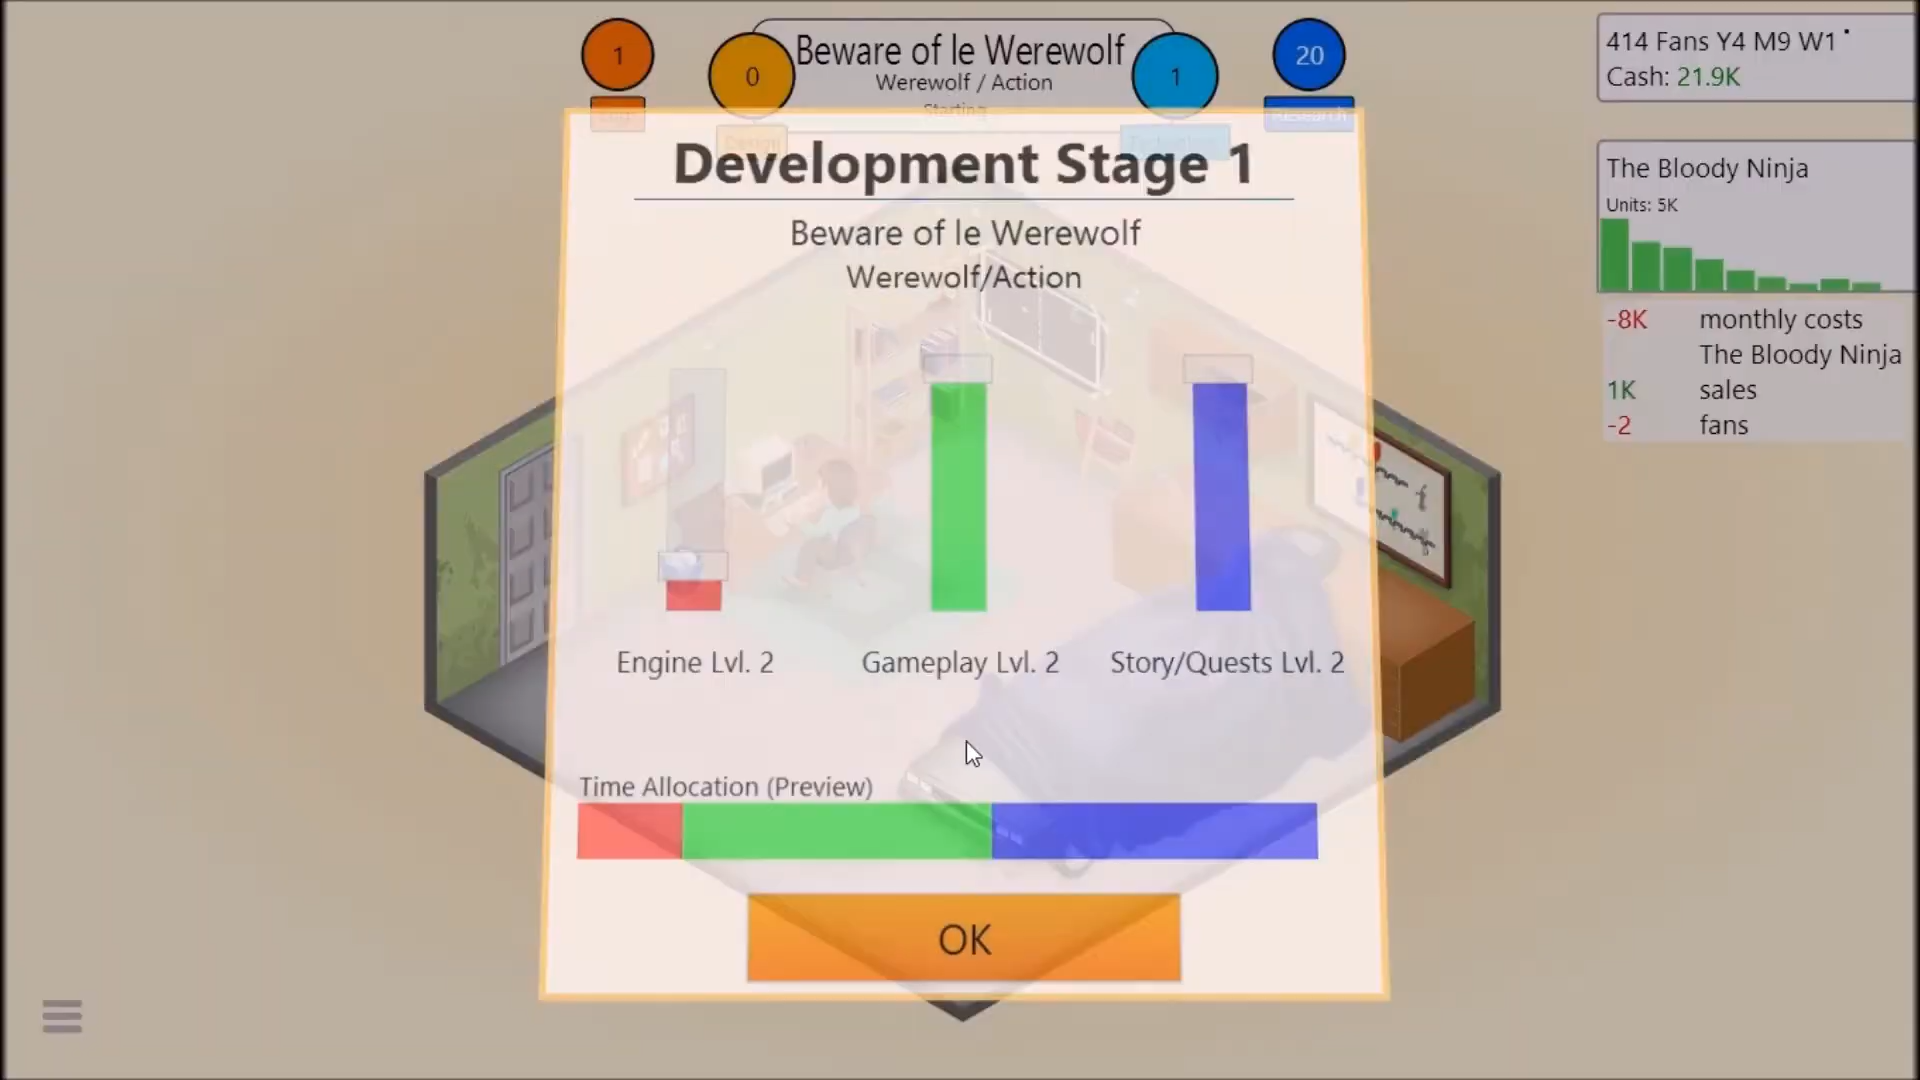 1
0
Beware of le Werewolf
Werewolf / Action
Starting
1
20
Research
414 Fans Y4 M9 W1
Cash: 21.9K
Development Stage 1
Beware of le Werewolf
Werewolf/Action
The Bloody Ninja
Units: 5K
-8K monthly costs
The Bloody Ninja
1K sales
-2 fans
Engine Lvl. 2
Gameplay Lvl. 2
Story/Quests Lvl. 2
Time Allocation (Preview)
OK